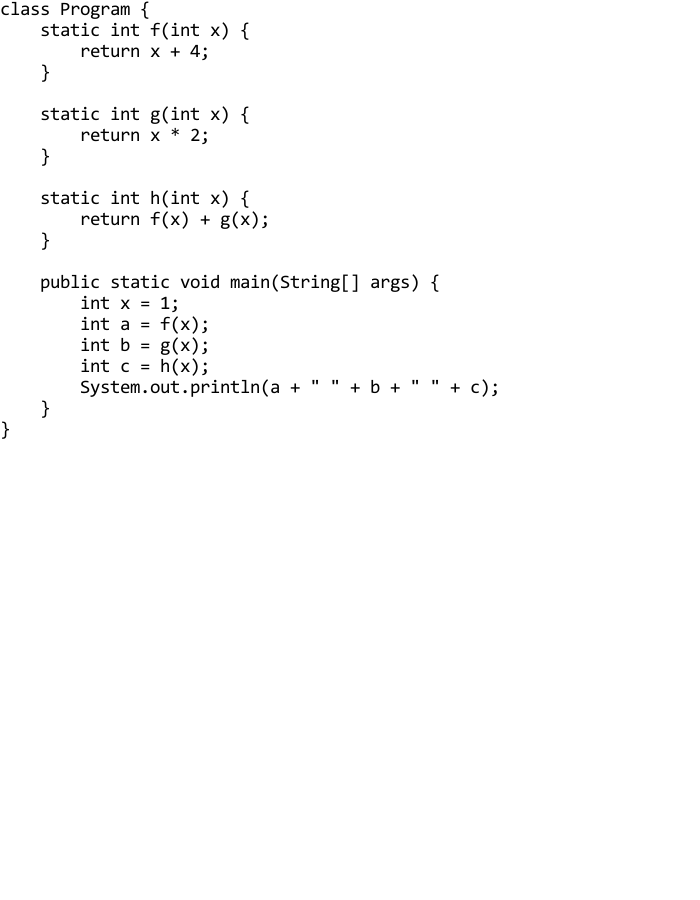 class Program {
    static int f(int x) {
        return x + 4;
    }

    static int g(int x) {
        return x * 2;
    }

    static int h(int x) {
        return f(x) + g(x);
    }

    public static void main(String[] args) {
        int x = 1;
        int a = f(x);
        int b = g(x);
        int c = h(x);
        System.out.println(a + " " + b + " " + c);
    }
}